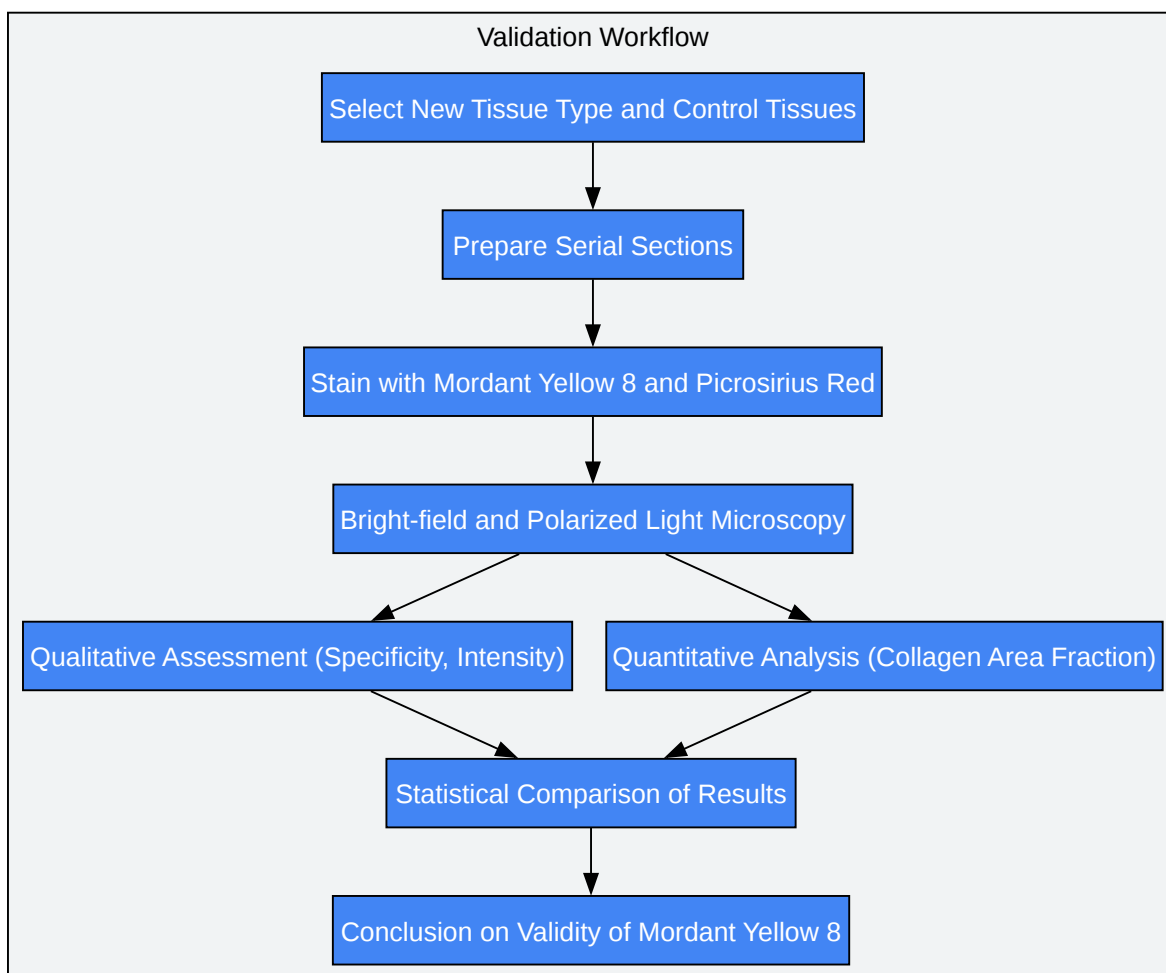 Validation Workflow
Select New Tissue Type and Control Tissues
Prepare Serial Sections
Stain with Mordant Yellow 8 and Picrosirius Red
Bright-field and Polarized Light Microscopy
Qualitative Assessment (Specificity, Intensity)
Quantitative Analysis (Collagen Area Fraction)
Statistical Comparison of Results
Conclusion on Validity of Mordant Yellow 8